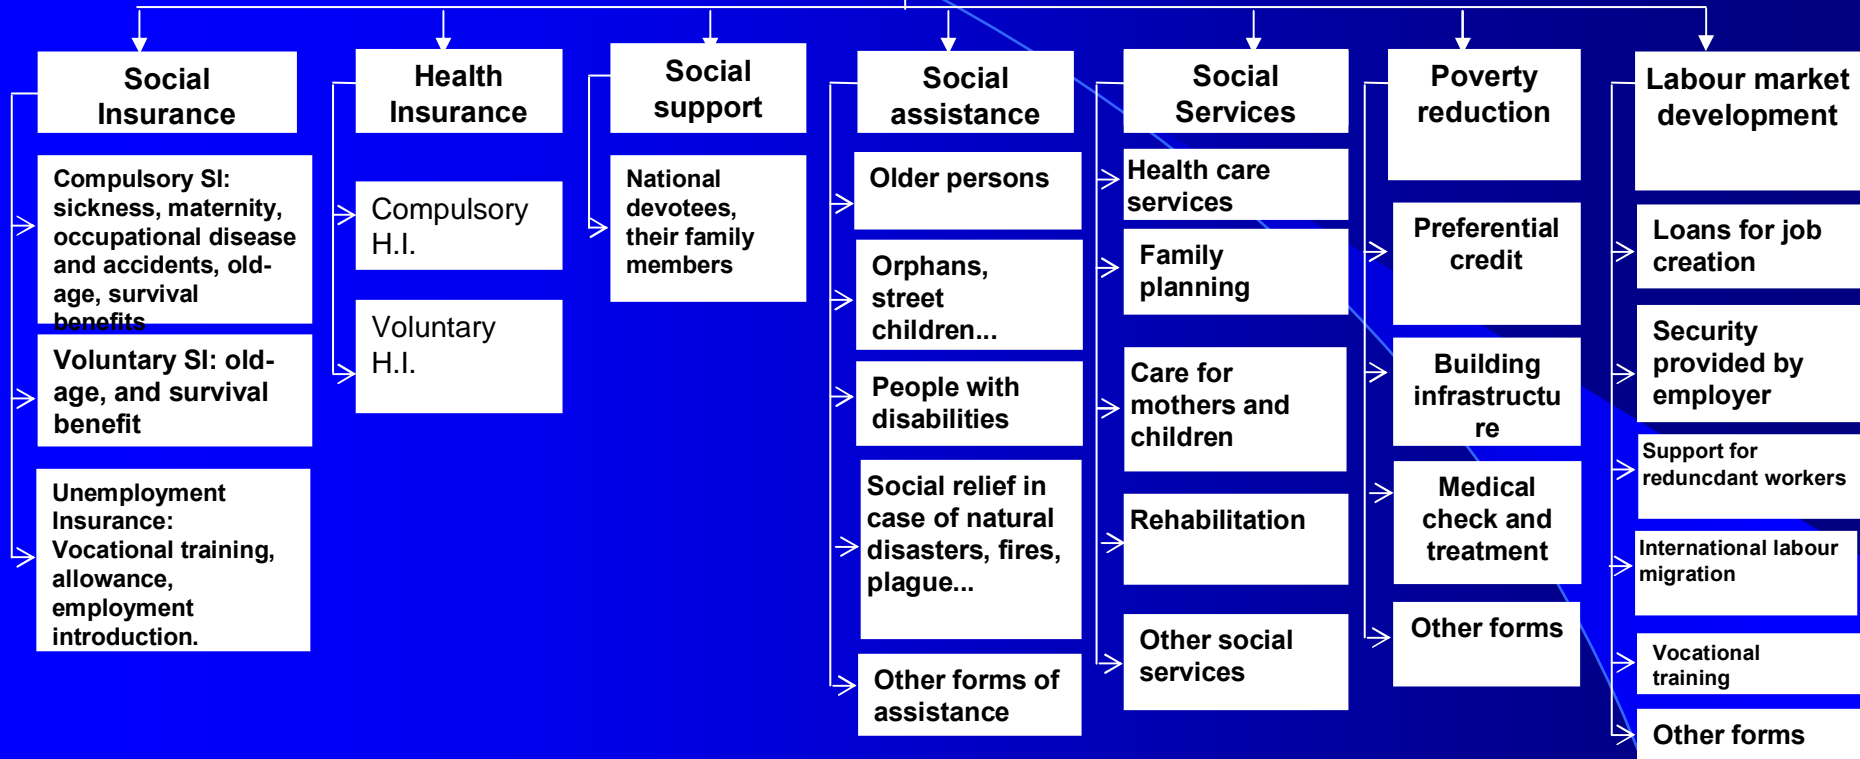 Social
Insurance
Compulsory SI:
sickness, maternity,
occupational disease
and accidents, old-
age, survival
benefits
Voluntary SI: old-
age, and survival
benefit
Unemployment
Insurance:
Vocational training,
allowance,
employment
introduction.
Health
Insurance
Compulsory
H.I.
Voluntary
H.I.
Social
support
National
devotees,
their family
members
Social
assistance
Older persons
Orphans,
street
children...
People with
disabilities
Social relief in
case of natural
disasters, fires,
plague...
Other forms of
assistance
Social
Services
Health care
services
Family
planning
Care for
mothers and
children
Rehabilitation
Other social
services
Poverty
reduction
Preferential
credit
Building
infrastructu
re
Medical
check and
treatment
Other forms
Labour market
development
Loans for job
creation
Security
provided by
employer
Support for
reduncdant workers
International labour
migration
Vocational
training
Other forms